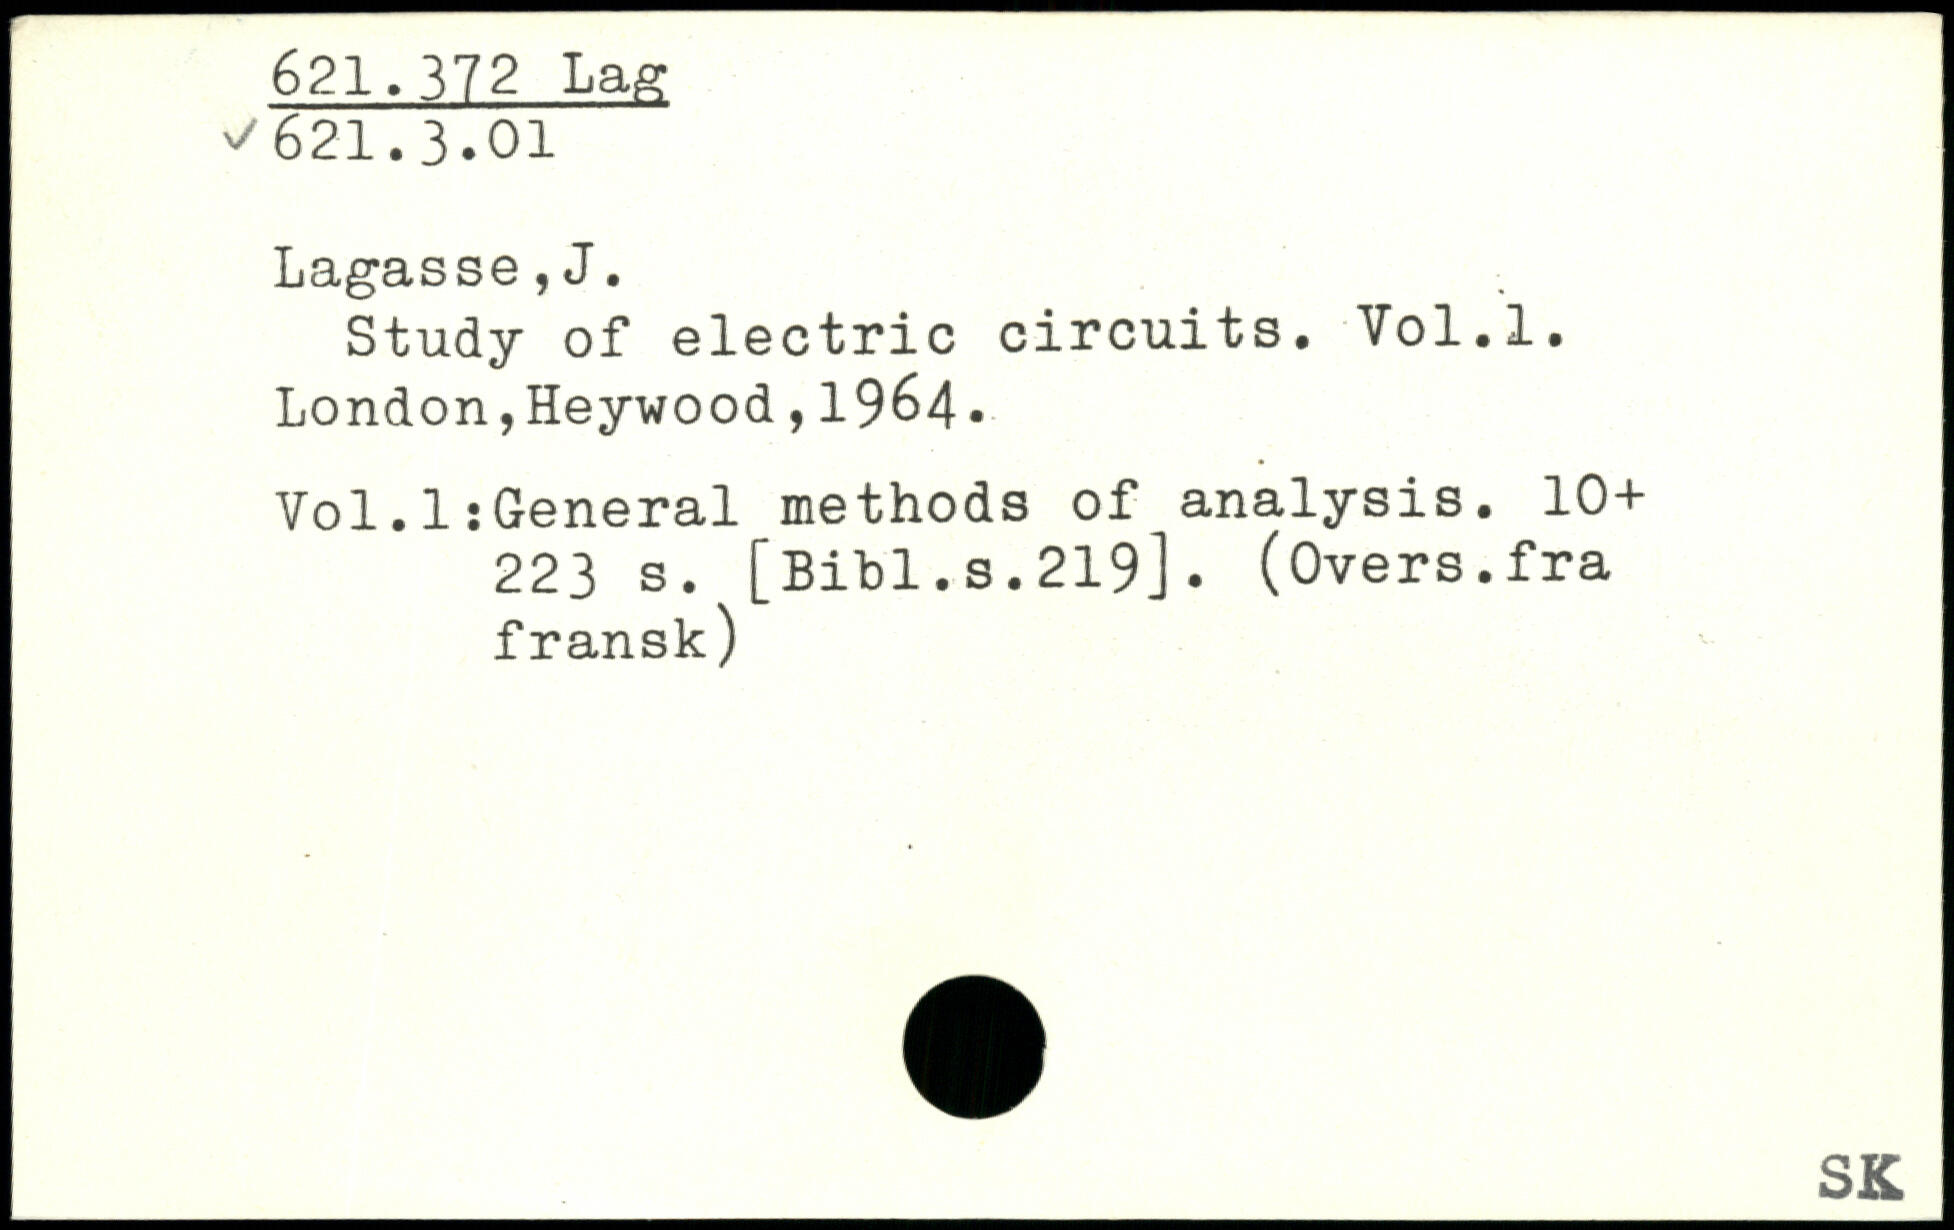 621.372 Lag
✓ 621.3.01
Lagasse,J.
Study of electric circuits. Vol.1.
London,Heywood,1964.
Vol.1:General methods of analysis. 10+
223 s. [Bibl.s.219]. (Overs.fra
fransk)
SK